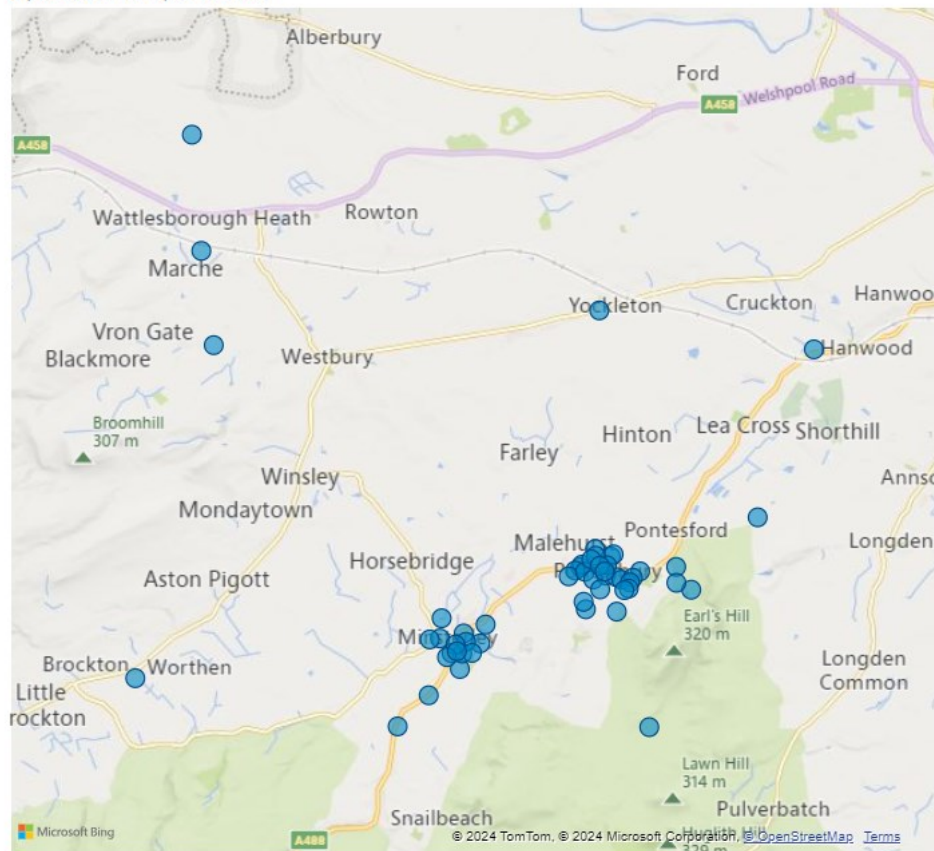 Alberbury
Ford
A458
Welshpool Road
A458
Wattlesborough Heath
Rowton
Marche
Yockleton
Cruckton
Hanwoo
Vron Gate
Hanwood
Blackmore
Westbury
Broomhill
307 m
Hinton
Lea Cross
Shorthill
Farley
Winsley
Annsc
Mondaytown
Malehurst
Pontesford
Longden
Horsebridge
Aston Pigott
Earl's Hill
320 m
Brockton
Worthen
Longden
Common
Little
rockton
Lawn Hill
314 m
Pulverbatch
Snailbeach
Microsoft Bing
A488
© 2024 TomTom, © 2024 Microsoft Corporation, © OpenStreetMap Terms